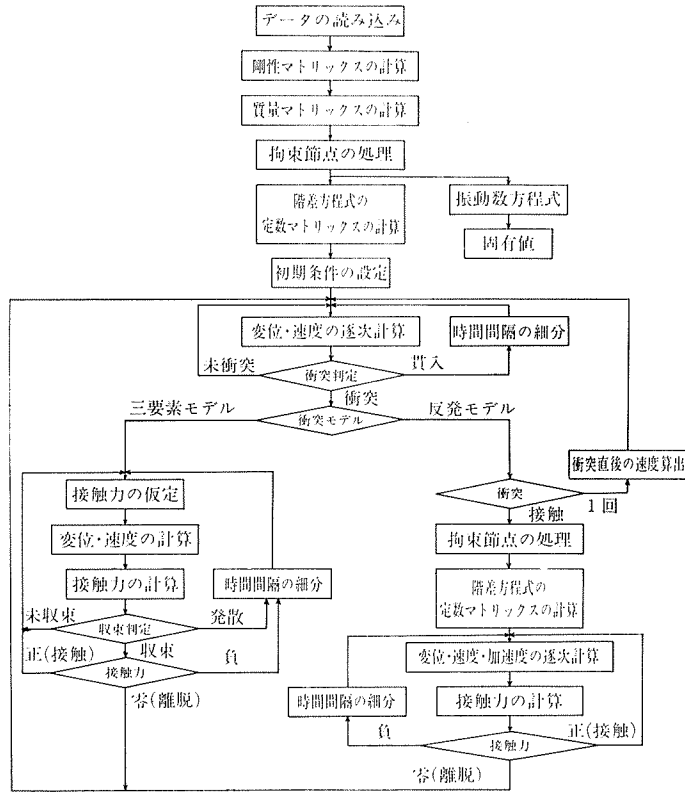 データの読み込み
剛性マトリックスの計算
質量マトリックスの計算
拘束節点の処理
階差方程式の
定数マトリックスの計算
振動数方程式
固有値
初期条件の設定
変位・速度の逐次計算
時間間隔の細分
未衝突
衝突判定
貫入
衝突
三要素モデル
衝突モデル
反発モデル
衝突直後の速度算出
接触力の仮定
衝突
1回
接触
変位・速度の計算
拘束節点の処理
接触力の計算
時間間隔の細分
階差方程式の
定数マトリックスの計算
未収束
収束判定
発散
収束
正(接触)
接触力
負
零(離脱)
変位・速度・加速度の逐次計算
時間間隔の細分
接触力の計算
負
接触力
正(接触)
零(離脱)